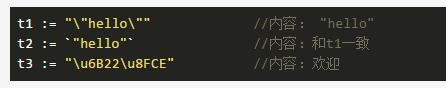 t1 := "\"hello\""             //内容： "hello"
t2 := `"hello"`               //内容：和t1一致
t3 := "\u6B22\u8FCE"          //内容：欢迎